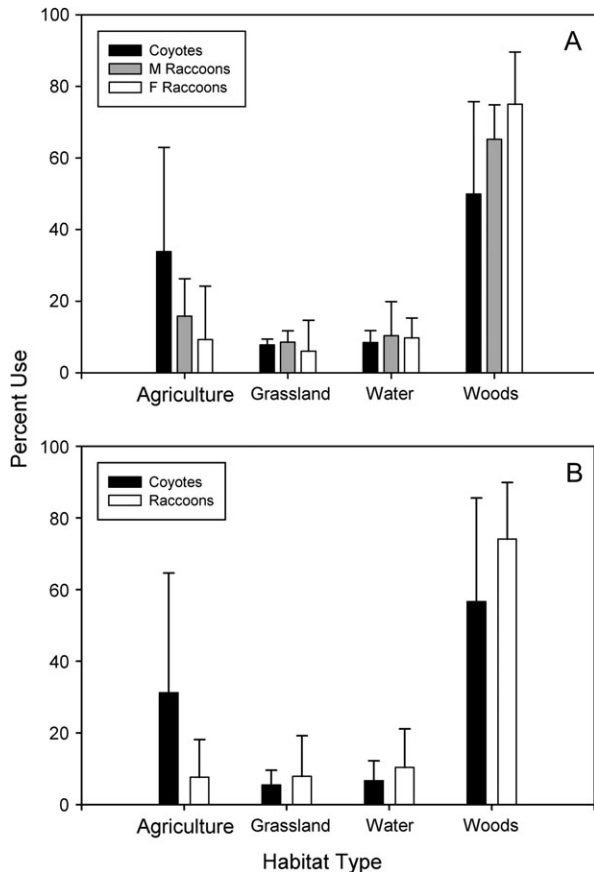 100
A
Coyotes
M Raccoons
F Raccoons
80
60
40
20
0
Agriculture Grassland Water Woods
Percent Use
100
B
Coyotes
Raccoons
80
60
40
20
0
Agriculture Grassland Water Woods
Habitat Type